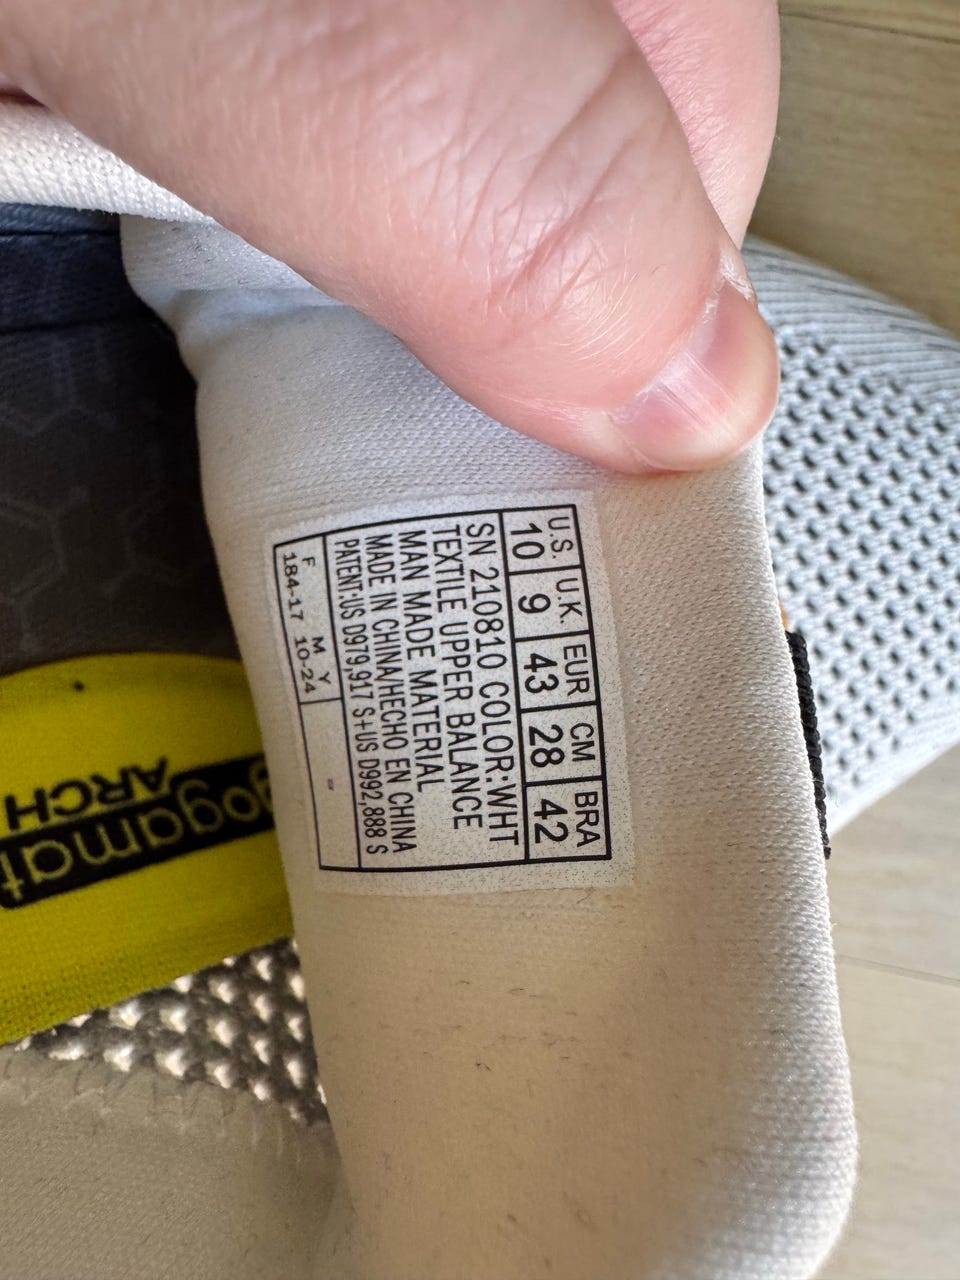 U.S. U.K. EUR CM BRA
10 9 43 28 42
SN 210810 COLOR:WHT
TEXTILE UPPER BALANCE
MAN MADE MATERIAL
MADE IN CHINA/HECHO EN CHINA
PATENT:US D979,917 S+US D992,888 S
F M Y
184-17 10-24
gogamat
ARCH